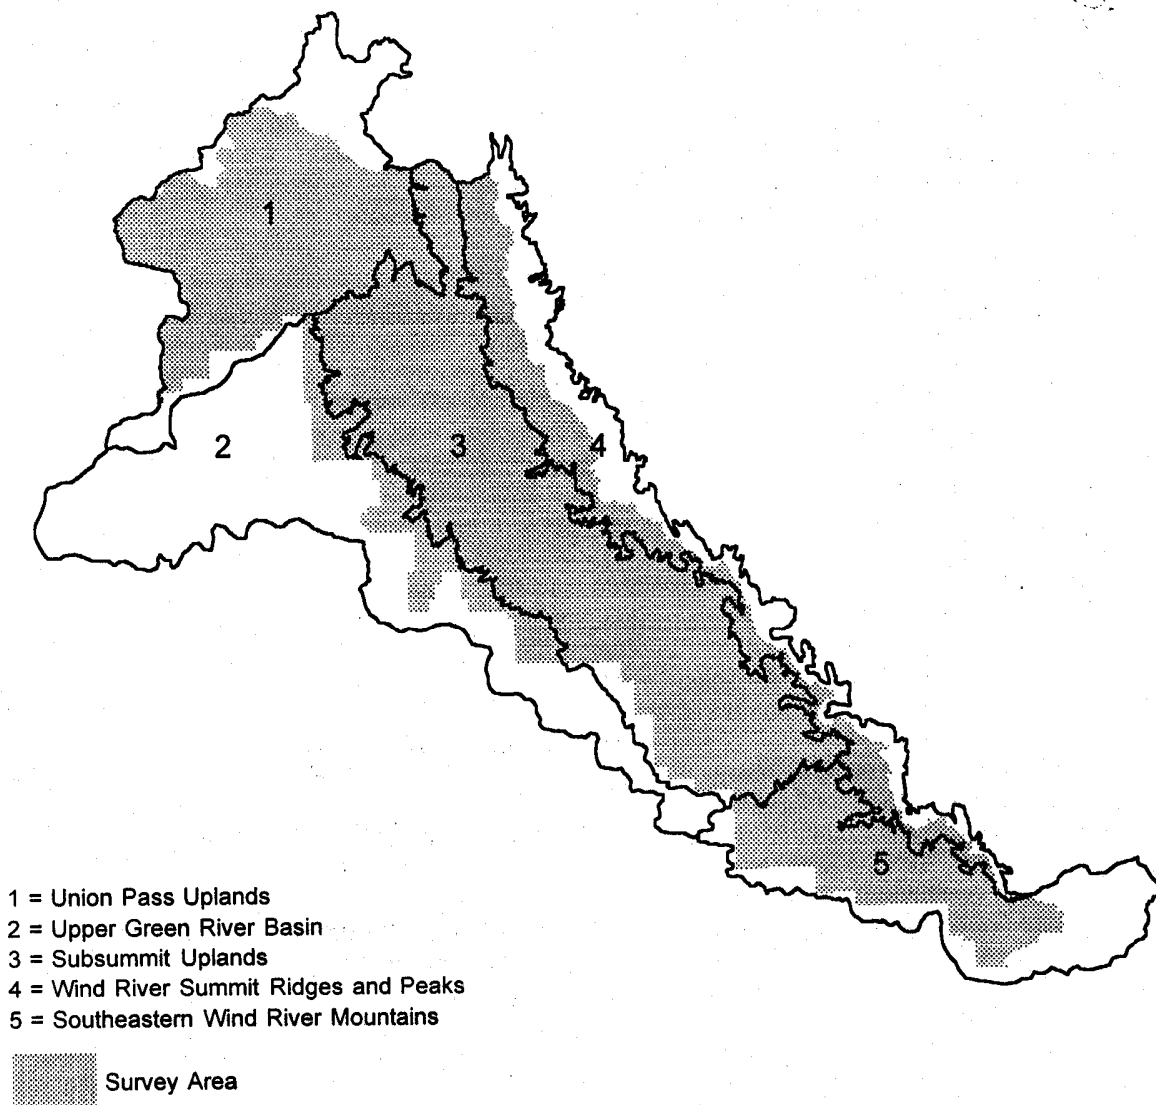 1
2
3
4
5
1 = Union Pass Uplands
2 = Upper Green River Basin
3 = Subsummit Uplands
4 = Wind River Summit Ridges and Peaks
5 = Southeastern Wind River Mountains
Survey Area